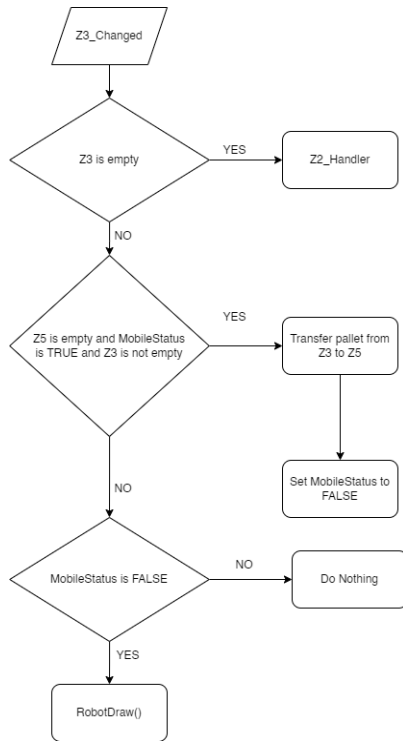 Z3_Changed
Z3 is empty
YES
Z2_Handler
NO
Z5 is empty and MobileStatus
is TRUE and Z3 is not empty
YES
Transfer pallet from
Z3 to Z5
Set MobileStatus to
FALSE
NO
MobileStatus is FALSE
NO
Do Nothing
YES
RobotDraw()